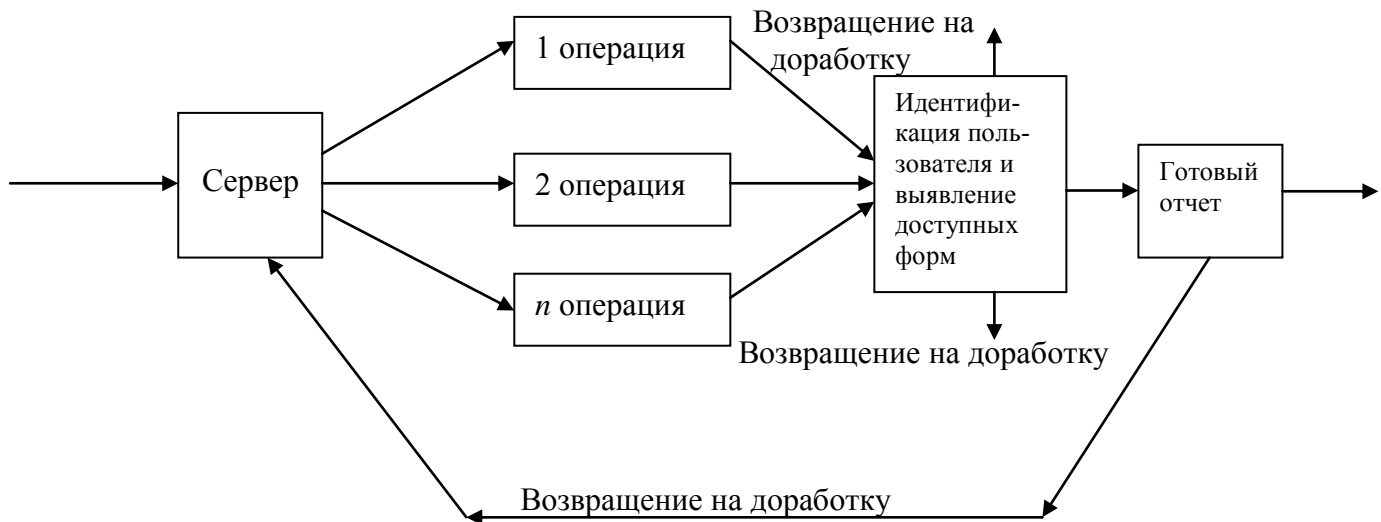 1 операция
Возвращение на
доработку
Сервер
2 операция
n операция
Идентифи-
кация поль-
зователя и
выявление
доступных
форм
Готовый
отчет
Возвращение на доработку
Возвращение на доработку